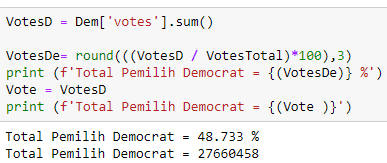 VotesD = Dem['votes'].sum()
VotesDe= round(((VotesD / VotesTotal)*100),3)
print (f'Total Pemilih Democrat = {(VotesDe)} %')
Vote = VotesD
print (f'Total Pemilih Democrat = {(Vote )}')
Total Pemilih Democrat = 48.733 %
Total Pemilih Democrat = 27660458